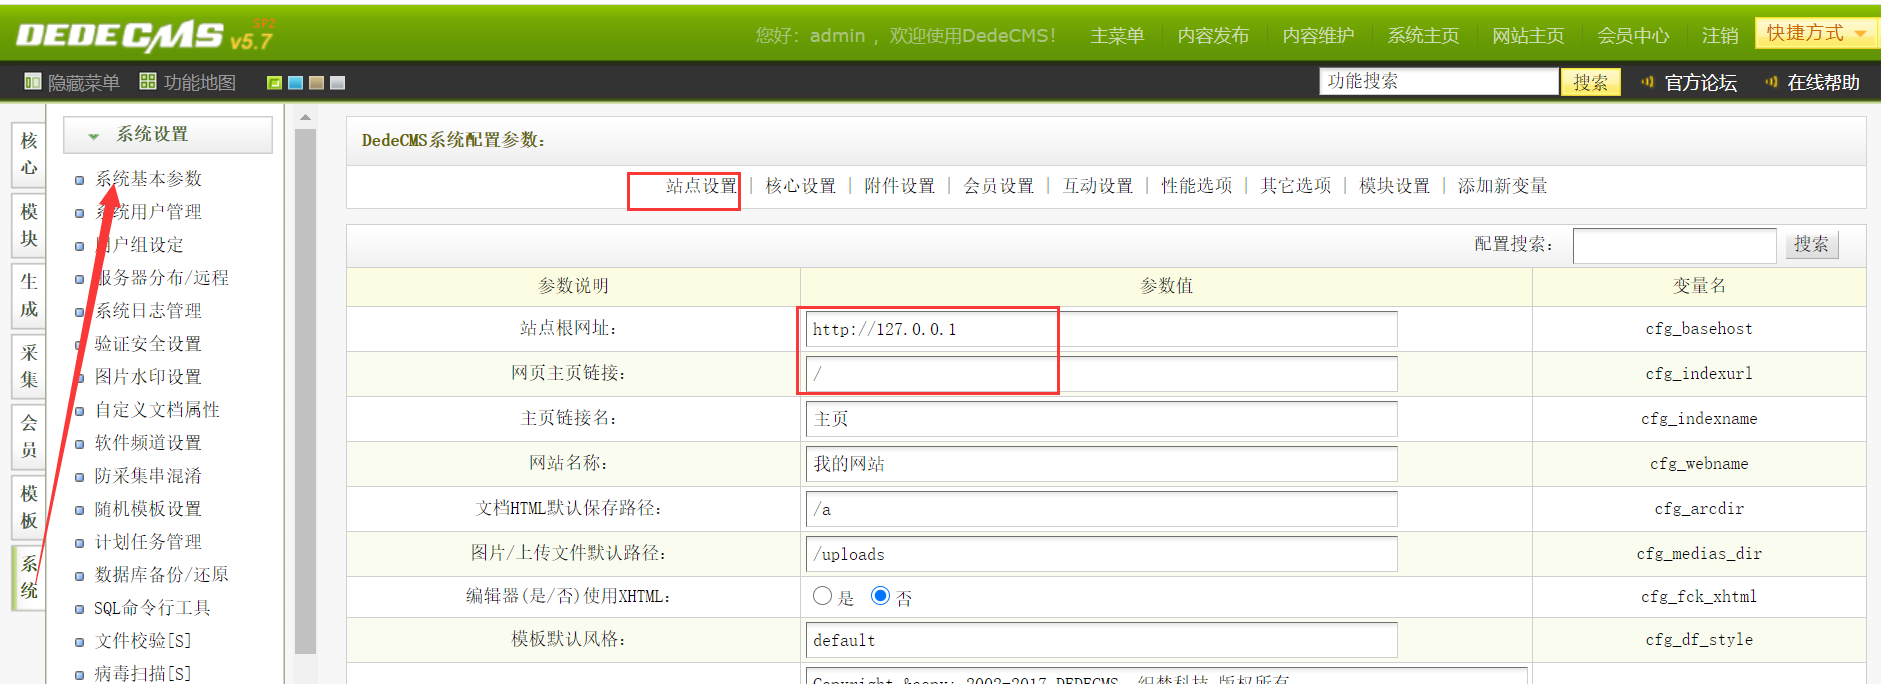 DEDECMS v5.7 SP2
您好：admin ，欢迎使用DedeCMS！ 主菜单 内容发布 内容维护 系统主页 网站主页 会员中心 注销 快捷方式
隐藏菜单 功能地图 功能搜索 搜索 官方论坛 在线帮助
核心
模块
生成
采集
会员
模板
系统
系统设置
系统基本参数
系统用户管理
用户组设定
服务器分布/远程
系统日志管理
验证安全设置
图片水印设置
自定义文档属性
软件频道设置
防采集串混淆
随机模板设置
计划任务管理
数据库备份/还原
SQL命令行工具
文件校验[S]
病毒扫描[S]
DedeCMS系统配置参数：
站点设置 | 核心设置 | 附件设置 | 会员设置 | 互动设置 | 性能选项 | 其它选项 | 模块设置 | 添加新变量
配置搜索： 搜索
参数说明 参数值 变量名
站点根网址： http://127.0.0.1 cfg_basehost
网页主页链接： / cfg_indexurl
主页链接名： 主页 cfg_indexname
网站名称： 我的网站 cfg_webname
文档HTML默认保存路径： /a cfg_arcdir
图片/上传文件默认路径： /uploads cfg_medias_dir
编辑器(是/否)使用XHTML： 是 否 cfg_fck_xhtml
模板默认风格： default cfg_df_style
Copyright &copy; 2002-2017 DEDECMS. 织梦科技 版权所有